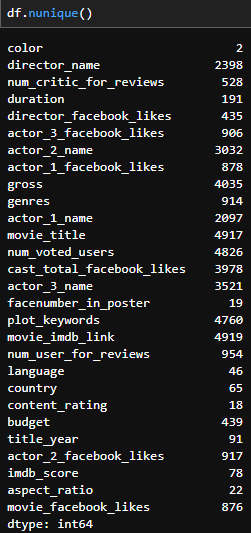 df.nunique()
color 2
director_name 2398
num_critic_for_reviews 528
duration 191
director_facebook_likes 435
actor_3_facebook_likes 906
actor_2_name 3032
actor_1_facebook_likes 878
gross 4035
genres 914
actor_1_name 2097
movie_title 4917
num_voted_users 4826
cast_total_facebook_likes 3978
actor_3_name 3521
facenumber_in_poster 19
plot_keywords 4760
movie_imdb_link 4919
num_user_for_reviews 954
language 46
country 65
content_rating 18
budget 439
title_year 91
actor_2_facebook_likes 917
imdb_score 78
aspect_ratio 22
movie_facebook_likes 876
dtype: int64